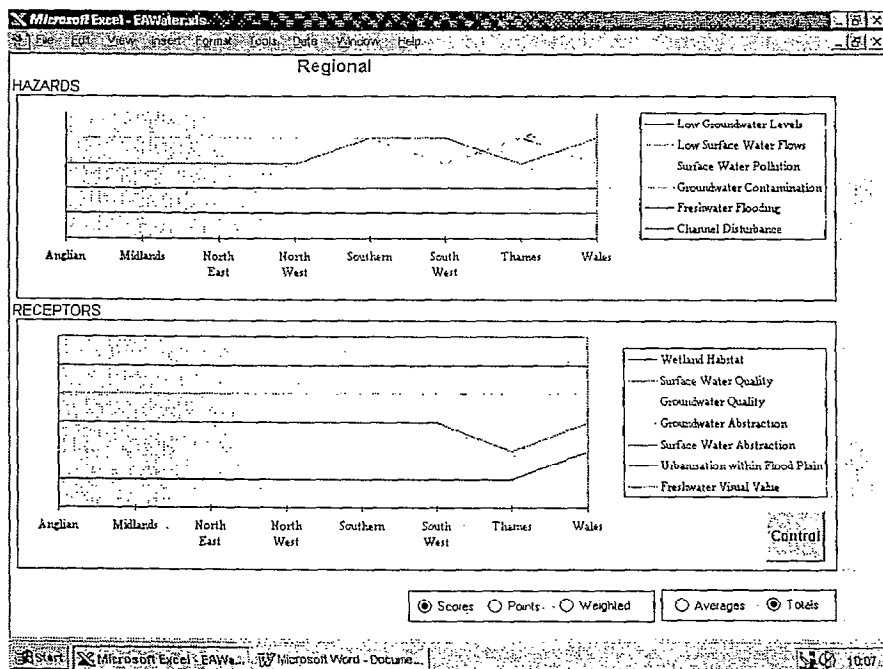 Microsoft Excel - EAWater.xls
File Edit View Insert Format Tools Data Window Help
Regional
HAZARDS
Low Groundwater Levels
Low Surface Water Flows
Surface Water Pollution
Groundwater Contamination
Freshwater Flooding
Channel Disturbance
Anglian Midlands North East North West Southern South West Thames Wales
RECEPTORS
Wetland Habitat
Surface Water Quality
Groundwater Quality
Groundwater Abstraction
Surface Water Abstraction
Urbanisation within Flood Plain
Freshwater Visual Value
Anglian Midlands North East North West Southern South West Thames Wales
Control
Scores Points Weighted Averages Totals
Start Microsoft Excel - EAWa... Microsoft Word - Docume... 10:07